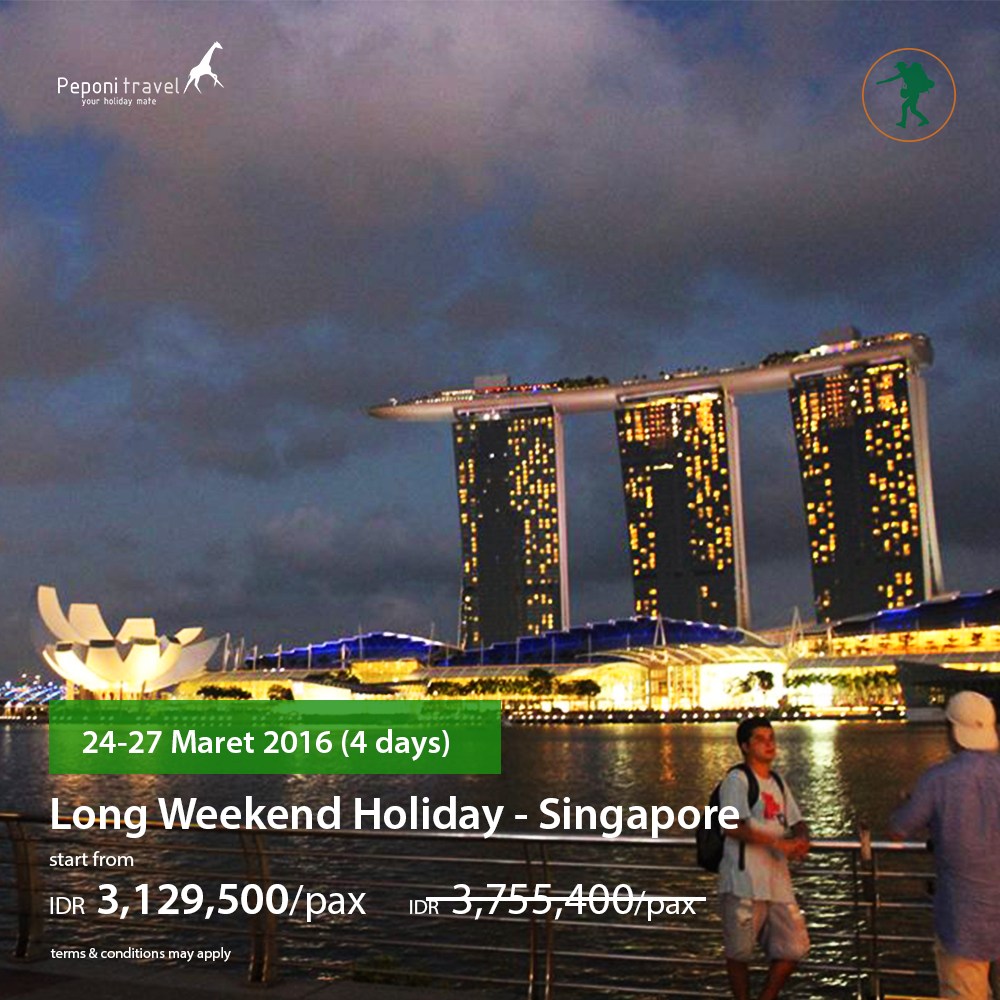 Peponi travel
your holiday mate
24-27 Maret 2016 (4 days)
Long Weekend Holiday - Singapore
start from
IDR 3,129,500/pax IDR 3,755,400/pax
terms & conditions may apply